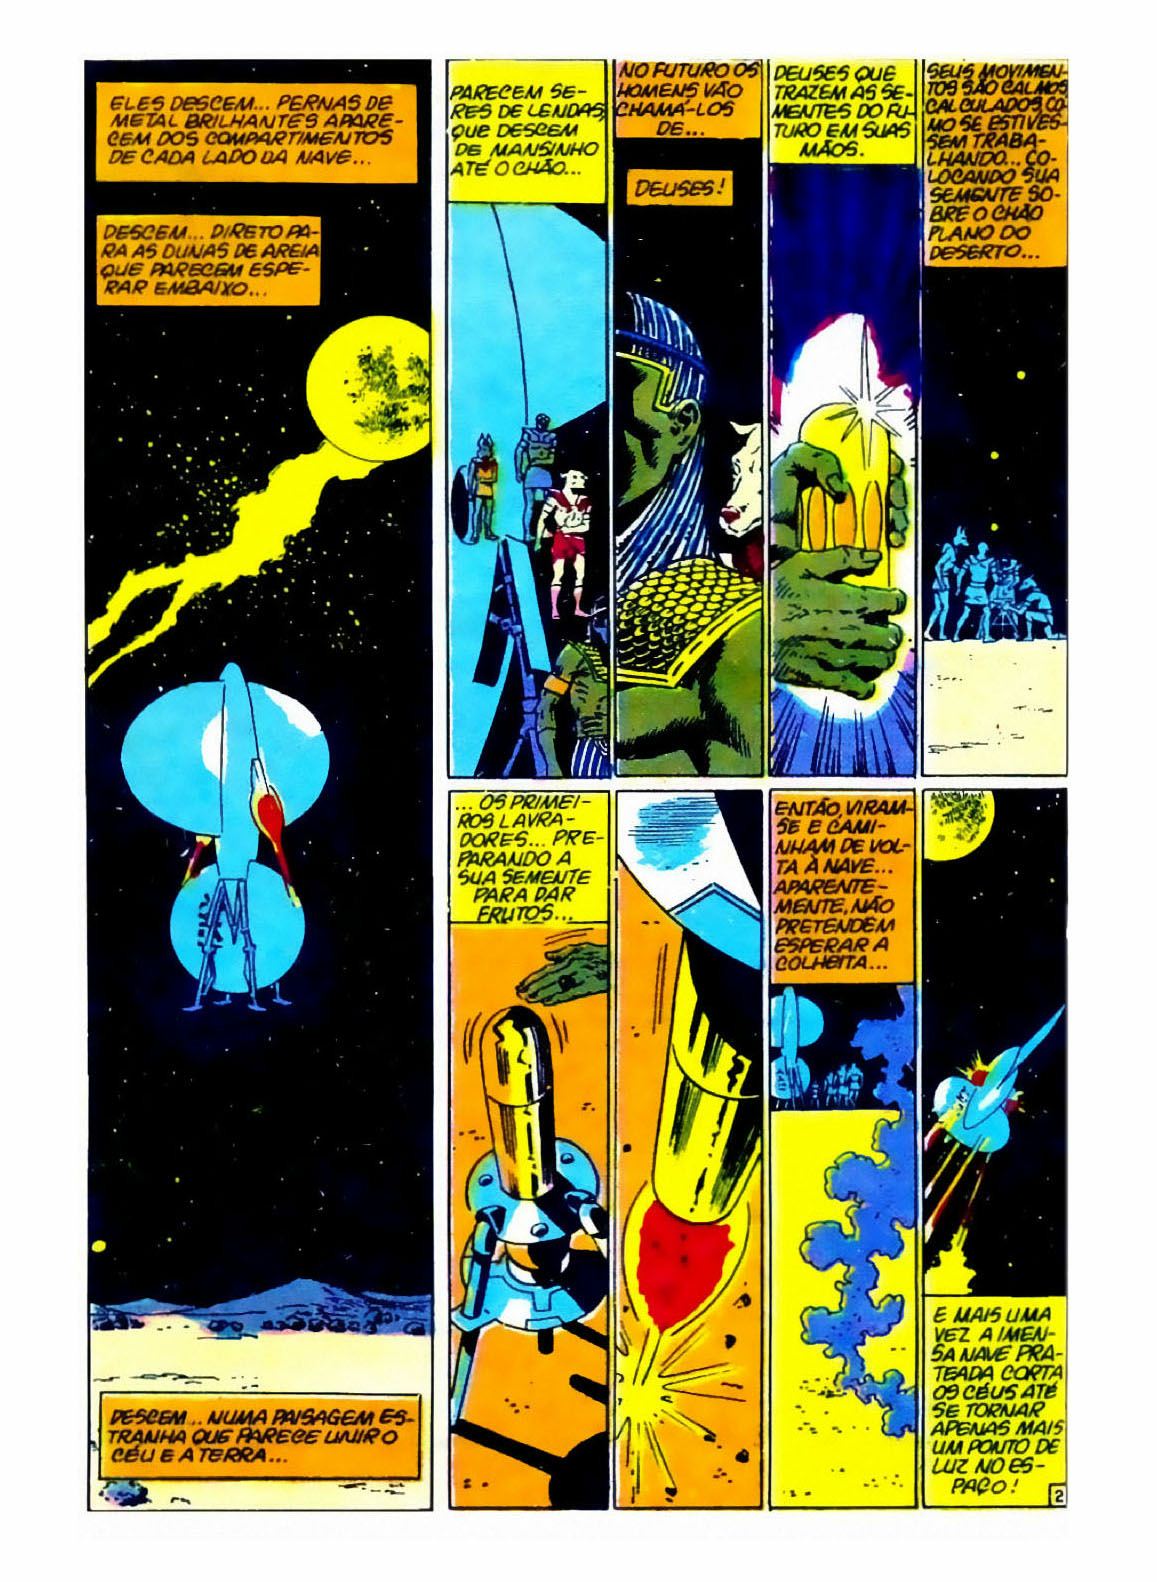 ELES DESCEM... PERNAS DE
METAL BRILHANTES APARE-
CEM DOS COMPARTIMENTOS
DE CADA LADO DA NAVE...
DESCEM... DIRETO PA-
RA AS DUNAS DE AREIA
QUE PARECEM ESPE-
RAR EMBAIXO...
DESCEM... NUMA PAISAGEM ES-
TRANHA QUE PARECE UNIR O
CÉU E A TERRA...
PARECEM SE-
RES DE LENDAS,
QUE DESCEM
DE MANSINHO
ATÉ O CHÃO...
NO FUTURO OS
HOMENS VÃO
CHAMÁ-LOS
DE...
DEUSES!
DEUSES QUE
TRAZEM AS SE-
MENTES DO FU-
TURO EM SUAS
MÃOS.
SEUS MOVIMEN-
TOS SÃO CALMOS,
CALCULADOS, CO-
MO SE ESTIVES-
SEM TRABA-
LHANDO... CO-
LOCANDO SUA
SEMENTE SO-
BRE O CHÃO
PLANO DO
DESERTO...
... OS PRIMEI-
ROS LAVRA-
DORES... PRE-
PARANDO A
SUA SEMENTE
PARA DAR
FRUTOS...
ENTÃO, VIRAM-
SE E CAMI-
NHAM DE VOL-
TA À NAVE...
APARENTE-
MENTE, NÃO
PRETENDEM
ESPERAR A
COLHEITA...
E MAIS UMA
VEZ A IMEN-
SA NAVE PRA-
TEADA CORTA
OS CÉUS ATÉ
SE TORNAR
APENAS MAIS
UM PONTO DE
LUZ NO ES-
PAÇO!
2